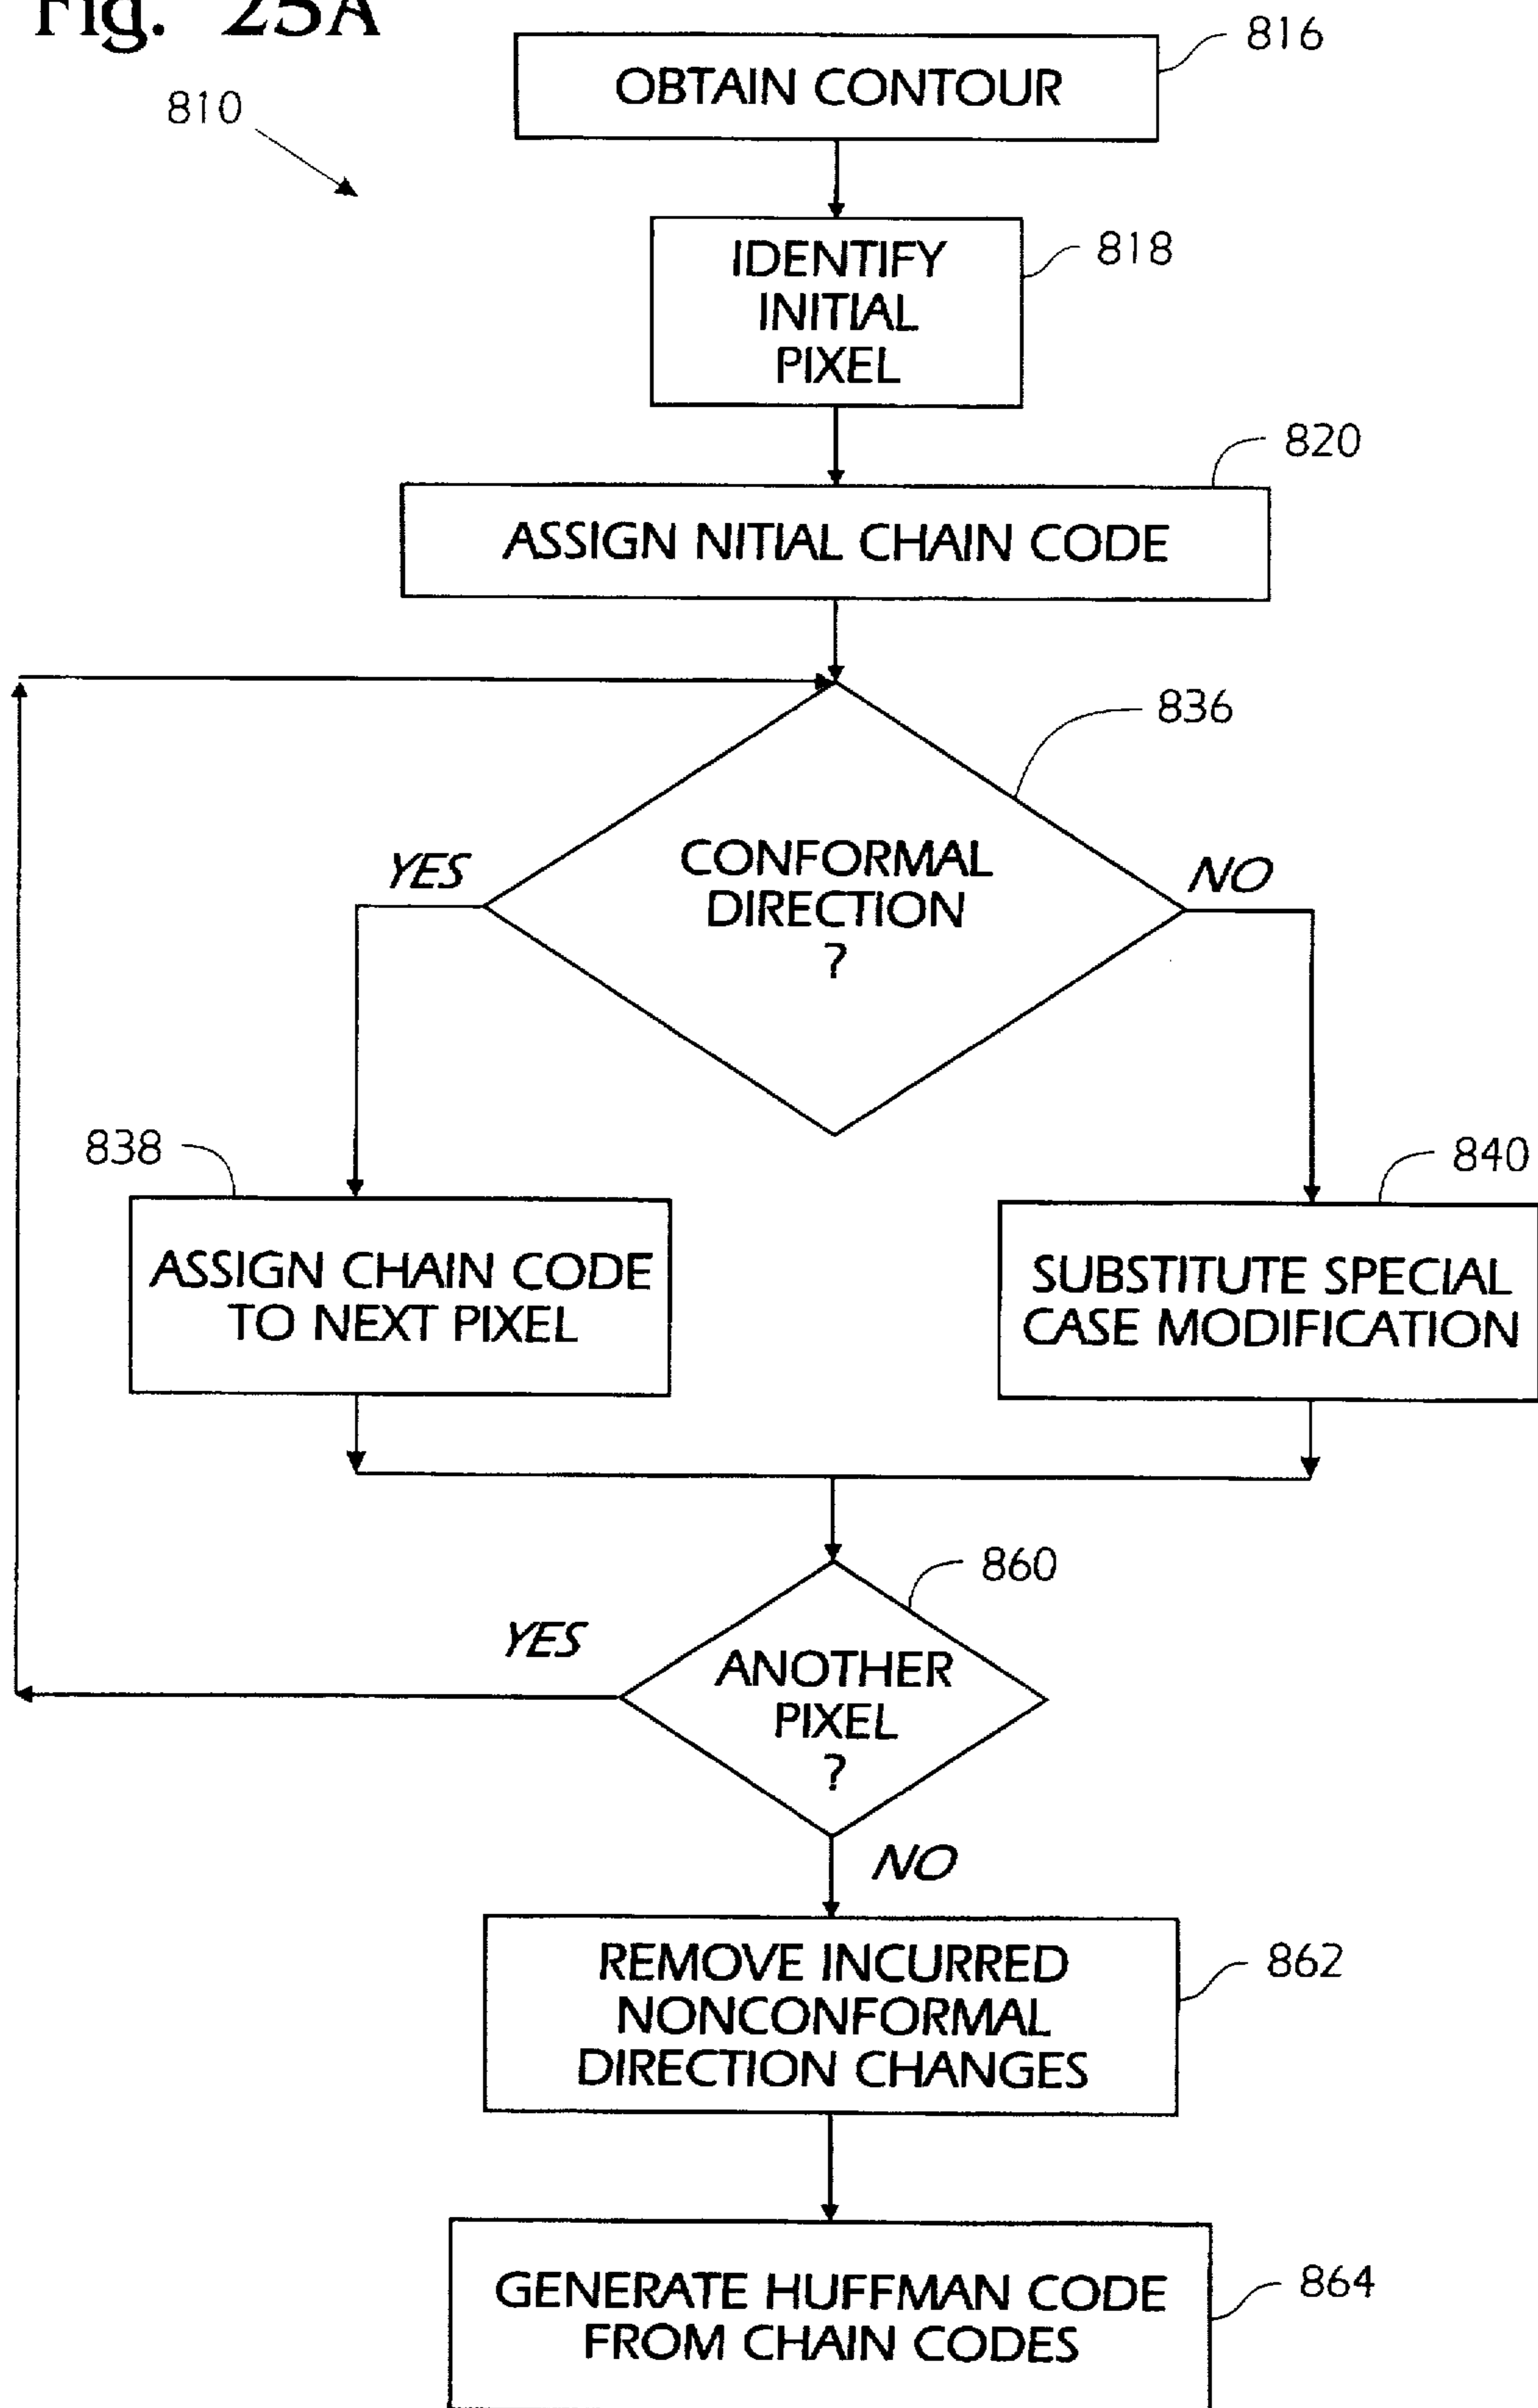 Fig. 25A
816
OBTAIN CONTOUR
810
818
IDENTIFY
INITIAL
PIXEL
820
ASSIGN NITIAL CHAIN CODE
836
CONFORMAL
DIRECTION
?
YES
NO
838
840
ASSIGN CHAIN CODE
TO NEXT PIXEL
SUBSTITUTE SPECIAL
CASE MODIFICATION
860
YES
ANOTHER
PIXEL
?
NO
REMOVE INCURRED
NONCONFORMAL
DIRECTION CHANGES
862
GENERATE HUFFMAN CODE
FROM CHAIN CODES
864